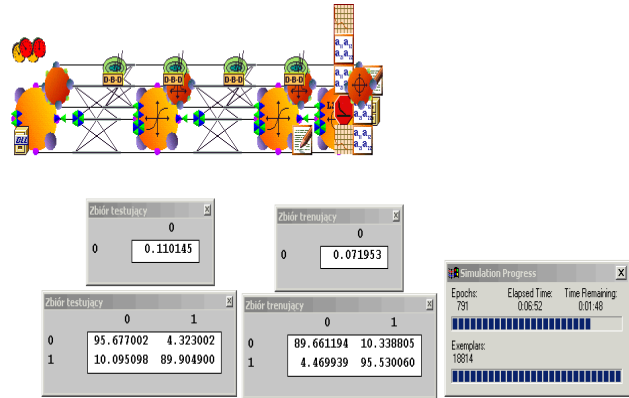 D-B-D D-B-D D-B-D D-B-D
DLL
Zbiór testujący x
0
0 0.110145
Zbiór trenujący x
0
0 0.071953
Zbiór testujący x
0 1
0 95.677002 4.323002
1 10.095098 89.904900
Zbiór trenujący x
0 1
0 89.661194 10.338805
1 4.469939 95.530060
Simulation Progress X
Epochs: Elapsed Time: Time Remaining:
791 0:06:52 0:01:48
Exemplars:
18814